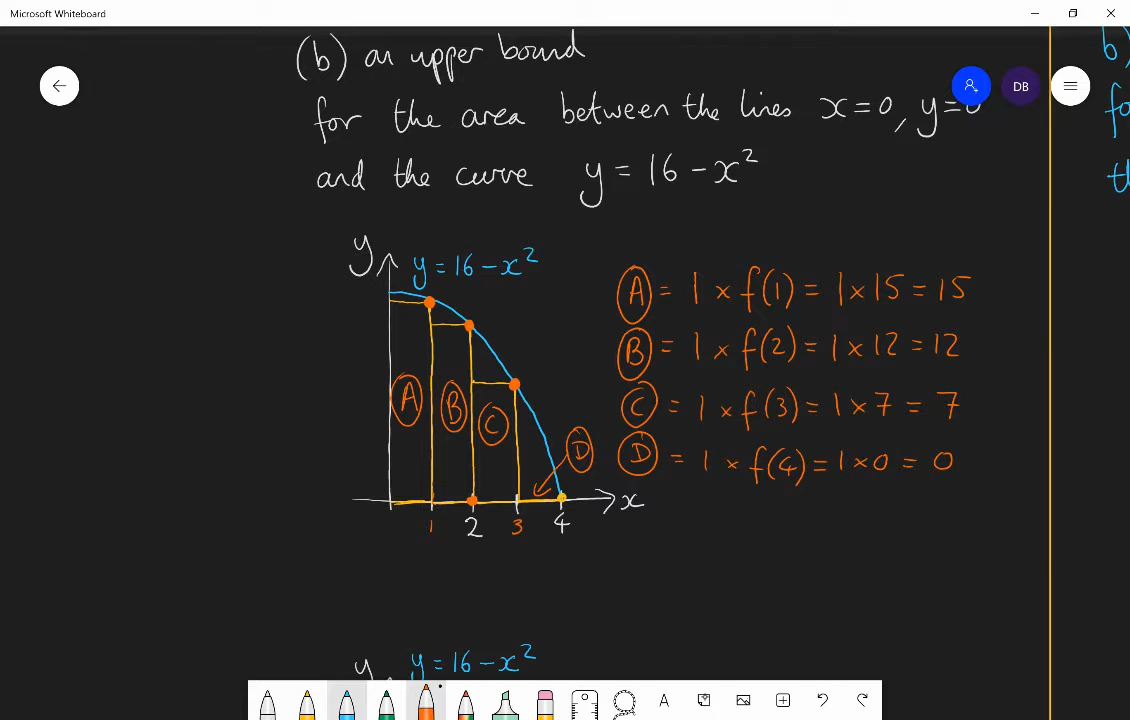 Microsoft Whiteboard
(b) an upper bound
for the area between the lines x=0, y=0
and the curve y = 16 - x²
DB
b)
fo
th
y
y = 16 - x²
A = 1 × f(1) = 1 × 15 = 15
B = 1 × f(2) = 1 × 12 = 12
C = 1 × f(3) = 1 × 7 = 7
D = 1 × f(4) = 1 × 0 = 0
A B C D
x
1 2 3 4
y
y = 16 - x²
A